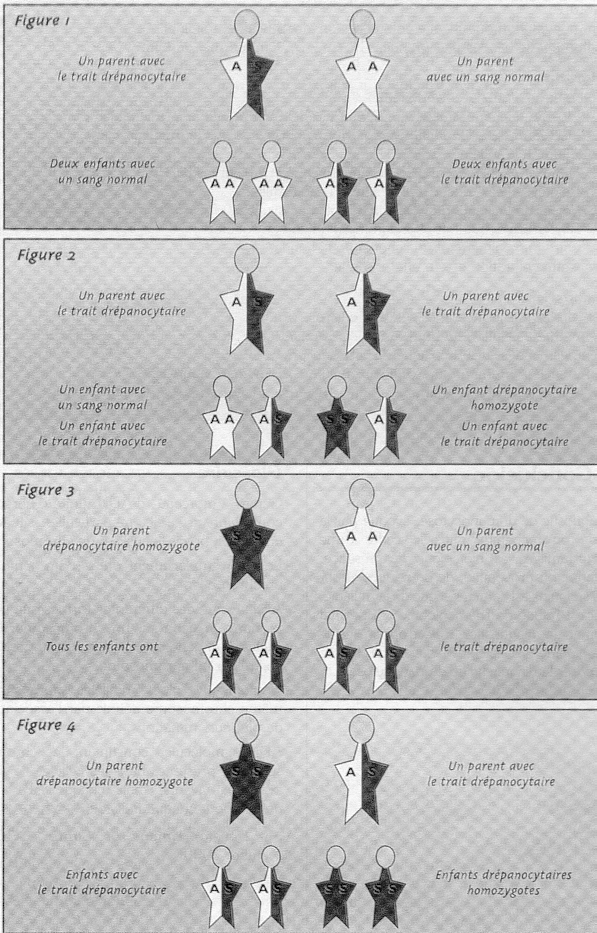 Figure 1
Un parent avec
le trait drépanocytaire
A S
A A
Un parent
avec un sang normal
Deux enfants avec
un sang normal
A A
A A
A S
A S
Deux enfants avec
le trait drépanocytaire
Figure 2
Un parent avec
le trait drépanocytaire
A S
A S
Un parent avec
le trait drépanocytaire
Un enfant avec
un sang normal
Un enfant avec
le trait drépanocytaire
A A
A S
S S
A S
Un enfant drépanocytaire
homozygote
Un enfant avec
le trait drépanocytaire
Figure 3
Un parent
drépanocytaire homozygote
S S
A A
Un parent
avec un sang normal
Tous les enfants ont
A S
A S
A S
A S
le trait drépanocytaire
Figure 4
Un parent
drépanocytaire homozygote
S S
A S
Un parent avec
le trait drépanocytaire
Enfants avec
le trait drépanocytaire
A S
A S
S S
S S
Enfants drépanocytaires
homozygotes